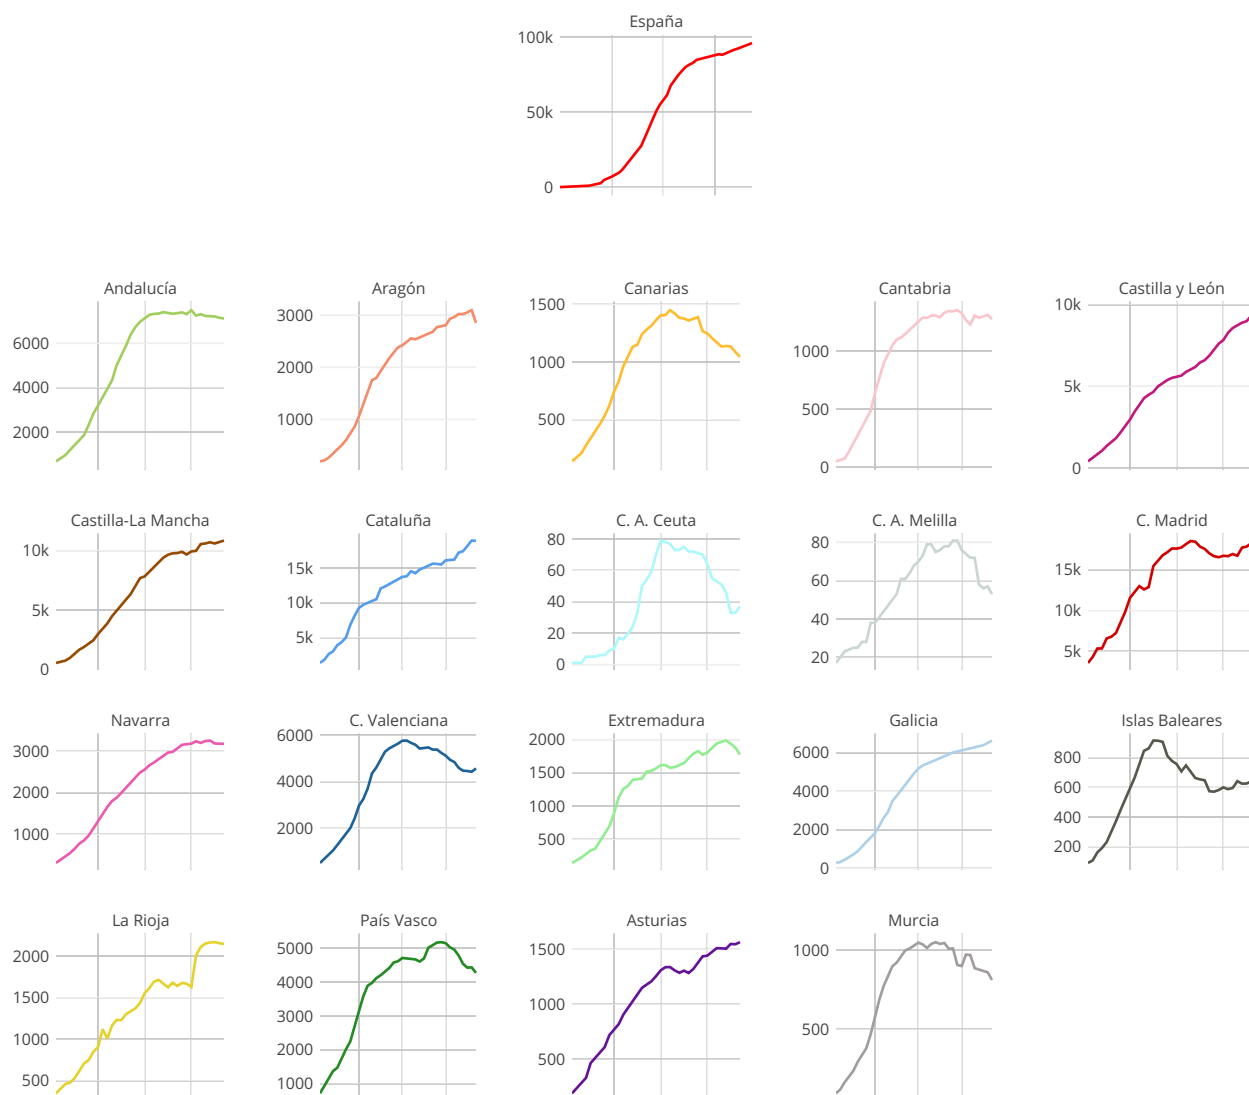 España
100k
50k
0
Andalucía
Aragón
Canarias
Cantabria
Castilla y León
6000
4000
2000
3000
2000
1000
1500
1000
500
1000
500
0
10k
5k
0
Castilla-La Mancha
Cataluña
C. A. Ceuta
C. A. Melilla
C. Madrid
10k
5k
0
15k
10k
5k
80
60
40
20
0
80
60
40
20
15k
10k
5k
Navarra
C. Valenciana
Extremadura
Galicia
Islas Baleares
3000
2000
1000
6000
4000
2000
2000
1500
1000
500
6000
4000
2000
0
800
600
400
200
La Rioja
País Vasco
Asturias
Murcia
2000
1500
1000
500
5000
4000
3000
2000
1000
1500
1000
500
1000
500